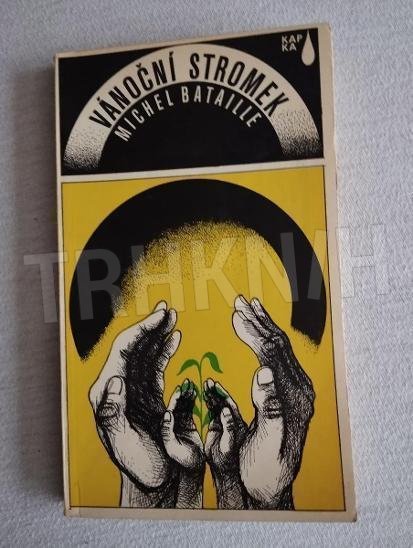 VÁNOČNÍ STROMEK
MICHEL BATAILLE
KAP
KA
TRHKNIH